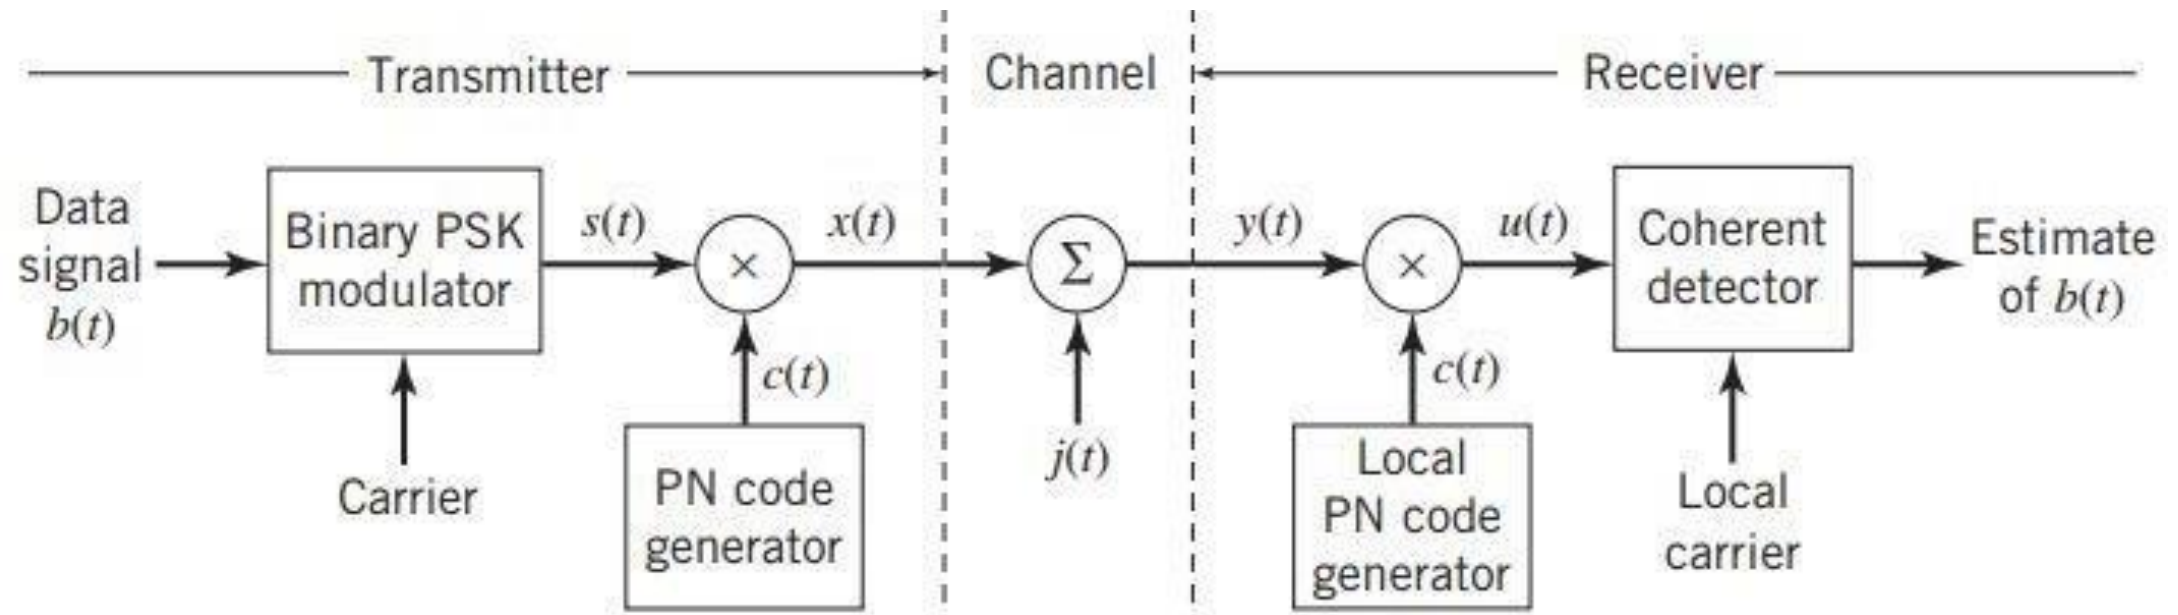 Transmitter
Channel
Receiver
Data
signal
b(t)
Binary PSK
modulator
s(t)
×
x(t)
Σ
y(t)
×
u(t)
Coherent
detector
Estimate
of b(t)
Carrier
c(t)
PN code
generator
j(t)
c(t)
Local
PN code
generator
Local
carrier